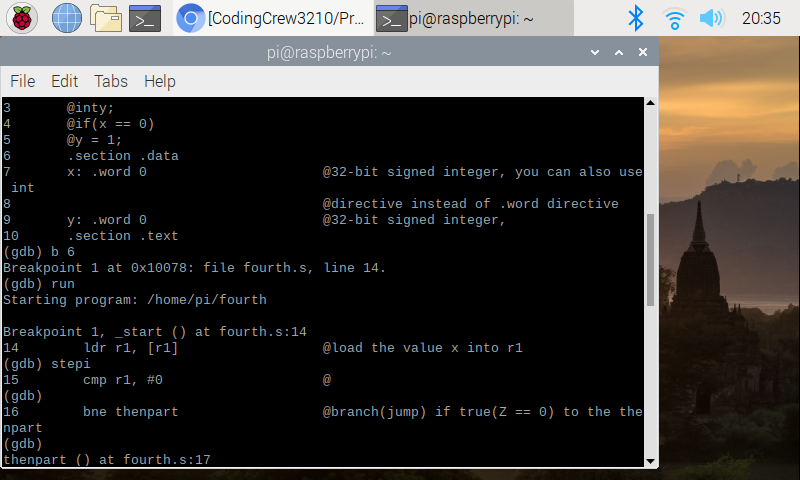 [CodingCrew3210/Pr... pi@raspberrypi: ~ 20:35
pi@raspberrypi: ~
File Edit Tabs Help
3 @inty;
4 @if(x == 0)
5 @y = 1;
6 .section .data
7 x: .word 0 @32-bit signed integer, you can also use
int
8 @directive instead of .word directive
9 y: .word 0 @32-bit signed integer,
10 .section .text
(gdb) b 6
Breakpoint 1 at 0x10078: file fourth.s, line 14.
(gdb) run
Starting program: /home/pi/fourth
Breakpoint 1, _start () at fourth.s:14
14 ldr r1, [r1] @load the value x into r1
(gdb) stepi
15 cmp r1, #0 @
(gdb)
16 bne thenpart @branch(jump) if true(Z == 0) to the the
npart
(gdb)
thenpart () at fourth.s:17